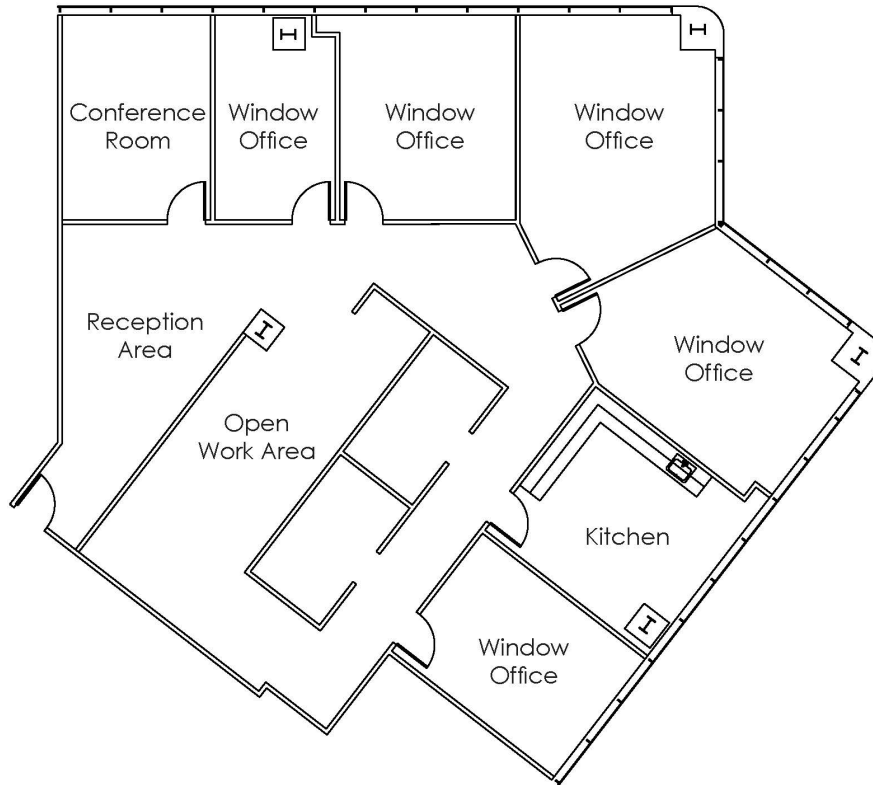 Conference
Room
Window
Office
Window
Office
Window
Office
Reception
Area
Window
Office
Open
Work Area
Kitchen
Window
Office